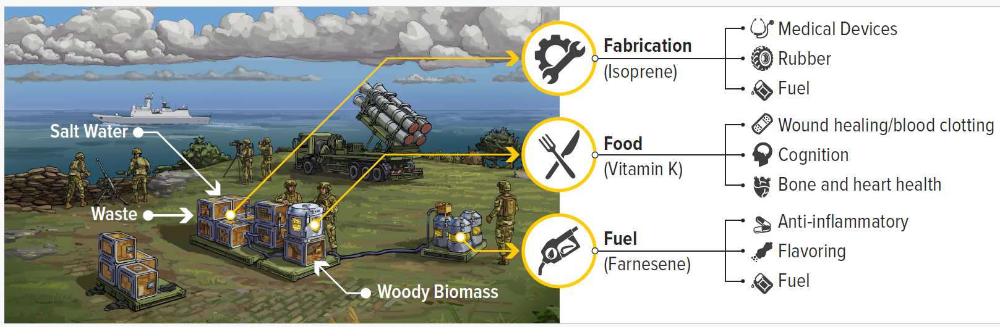 Salt Water
Waste
Woody Biomass
Fabrication
(Isoprene)
Medical Devices
Rubber
Fuel
Food
(Vitamin K)
Wound healing/blood clotting
Cognition
Bone and heart health
Fuel
(Farnesene)
Anti-inflammatory
Flavoring
Fuel